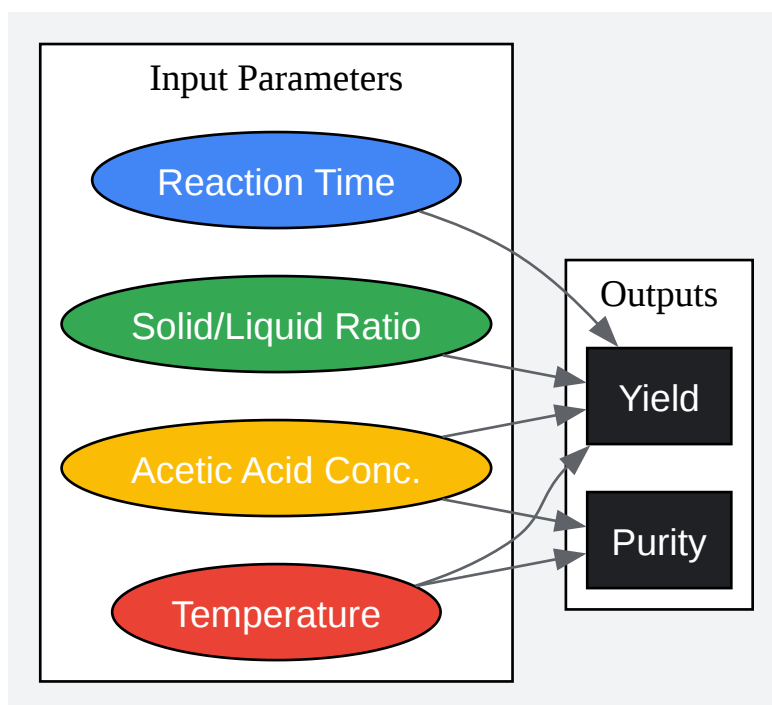 Input Parameters
Reaction Time
Solid/Liquid Ratio
Acetic Acid Conc.
Temperature
Outputs
Yield
Purity